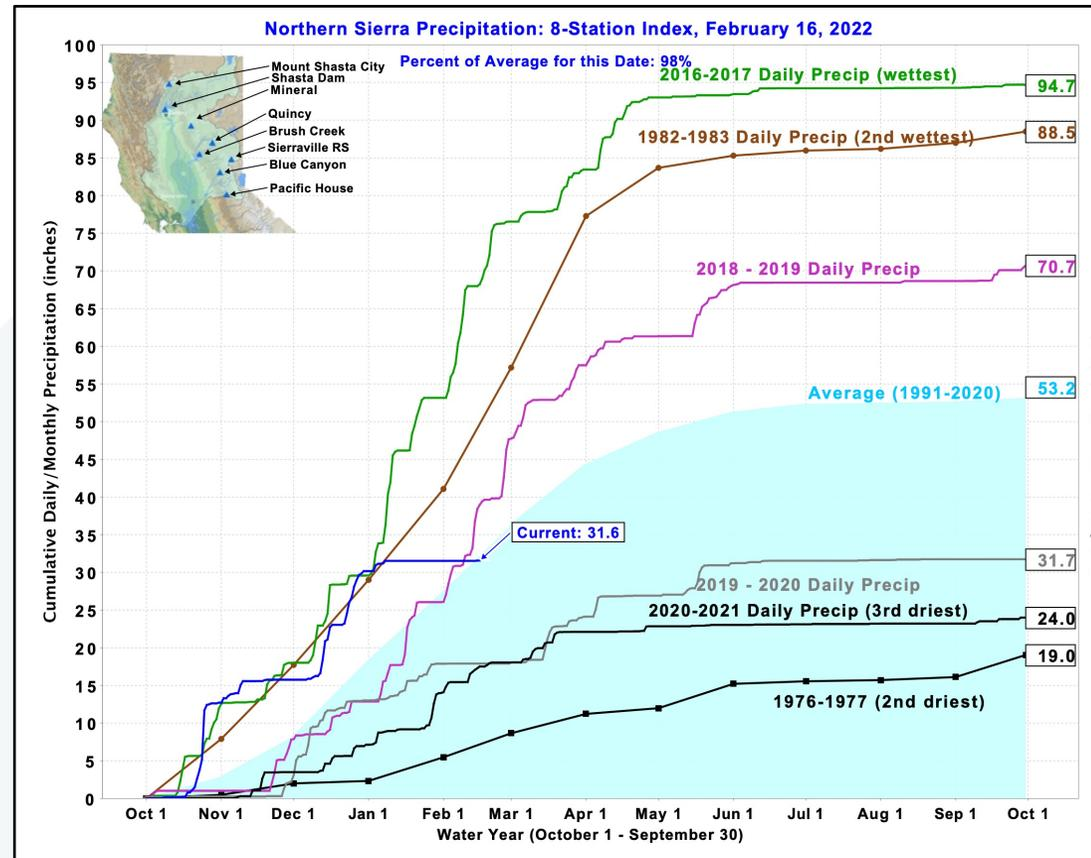 Northern Sierra Precipitation: 8-Station Index, February 16, 2022
Percent of Average for this Date: 98%
Mount Shasta City
Shasta Dam
Mineral
Quincy
Brush Creek
Sierraville RS
Blue Canyon
Pacific House
2016-2017 Daily Precip (wettest)
94.7
1982-1983 Daily Precip (2nd wettest)
88.5
2018 - 2019 Daily Precip
70.7
Average (1991-2020)
53.2
Current: 31.6
31.7
2019 - 2020 Daily Precip
2020-2021 Daily Precip (3rd driest)
24.0
19.0
1976-1977 (2nd driest)
Cumulative Daily/Monthly Precipitation (inches)
100
95
90
85
80
75
70
65
60
55
50
45
40
35
30
25
20
15
10
5
0
Oct 1 Nov 1 Dec 1 Jan 1 Feb 1 Mar 1 Apr 1 May 1 Jun 1 Jul 1 Aug 1 Sep 1 Oct 1
Water Year (October 1 - September 30)